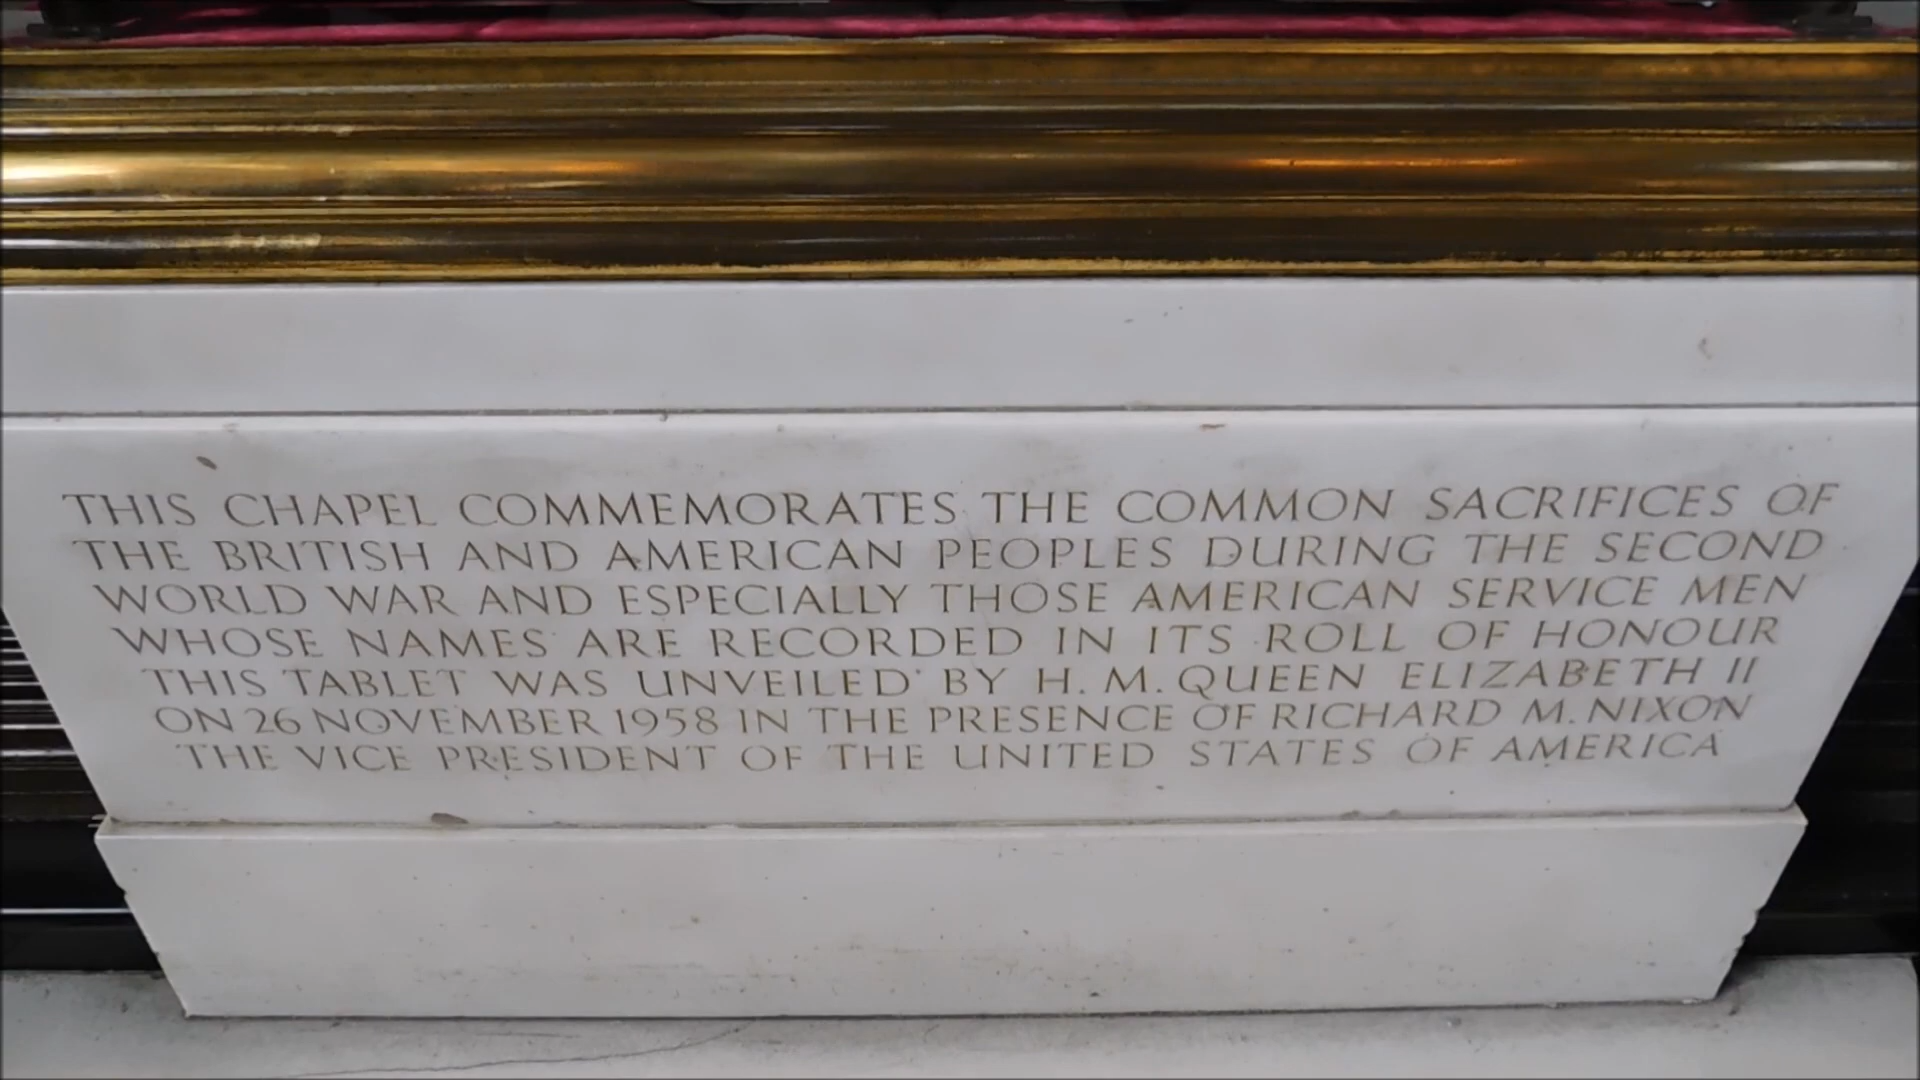 THIS CHAPEL COMMEMORATES THE COMMON SACRIFICES OF
THE BRITISH AND AMERICAN PEOPLES DURING THE SECOND
WORLD WAR AND ESPECIALLY THOSE AMERICAN SERVICE MEN
WHOSE NAMES ARE RECORDED IN ITS ROLL OF HONOUR
THIS TABLET WAS UNVEILED BY H. M. QUEEN ELIZABETH II
ON 26 NOVEMBER 1958 IN THE PRESENCE OF RICHARD M. NIXON
THE VICE PRESIDENT OF THE UNITED STATES OF AMERICA